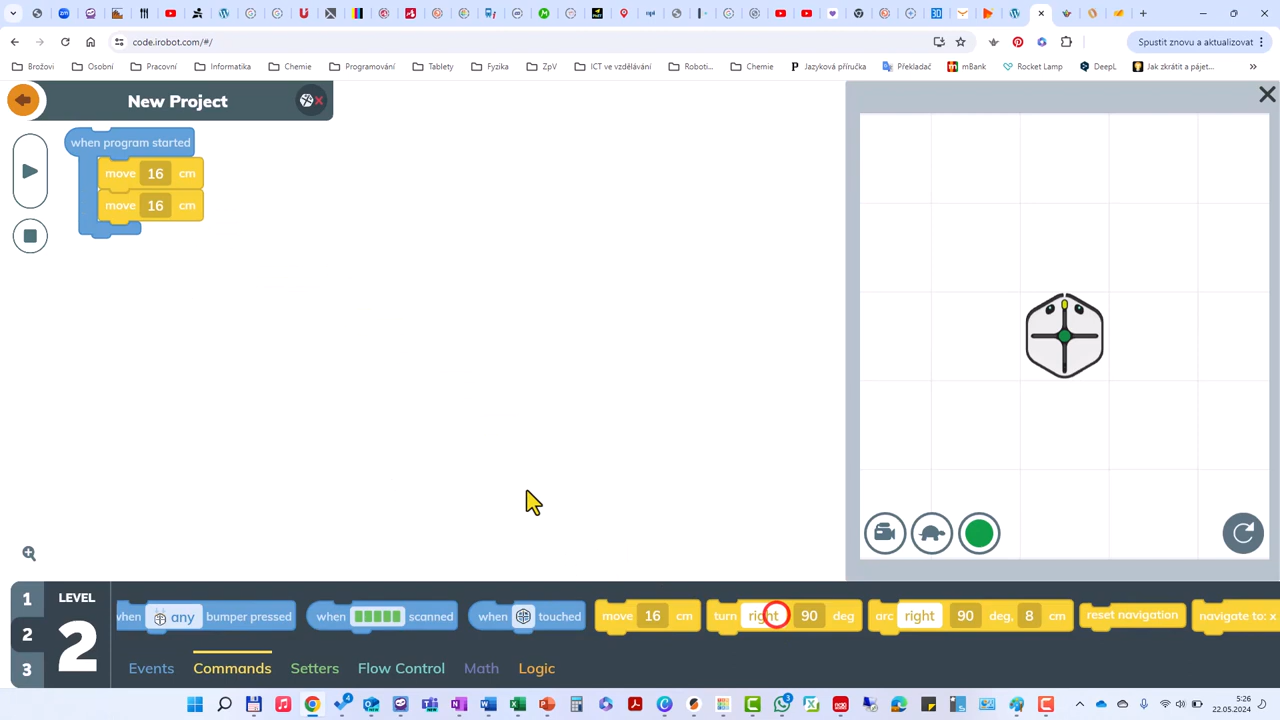 code.irobot.com/#/
Spustit znovu a aktualizovat
Brožovi
Osobní
Pracovní
Informatika
Chemie
Programování
Tablety
Fyzika
ZpV
ICT ve vzdělávání
Roboti...
Chemie
Jazyková příručka
Překladač
mBank
Rocket Lamp
DeepL
Jak zkrátit a pájet...
»
New Project
when program started
move 16 cm
move 16 cm
1
2
3
LEVEL
2
when any bumper pressed
when scanned
when touched
move 16 cm
turn right 90 deg
arc right 90 deg, 8 cm
reset navigation
navigate to: x
Events
Commands
Setters
Flow Control
Math
Logic
5:26
22.05.2024